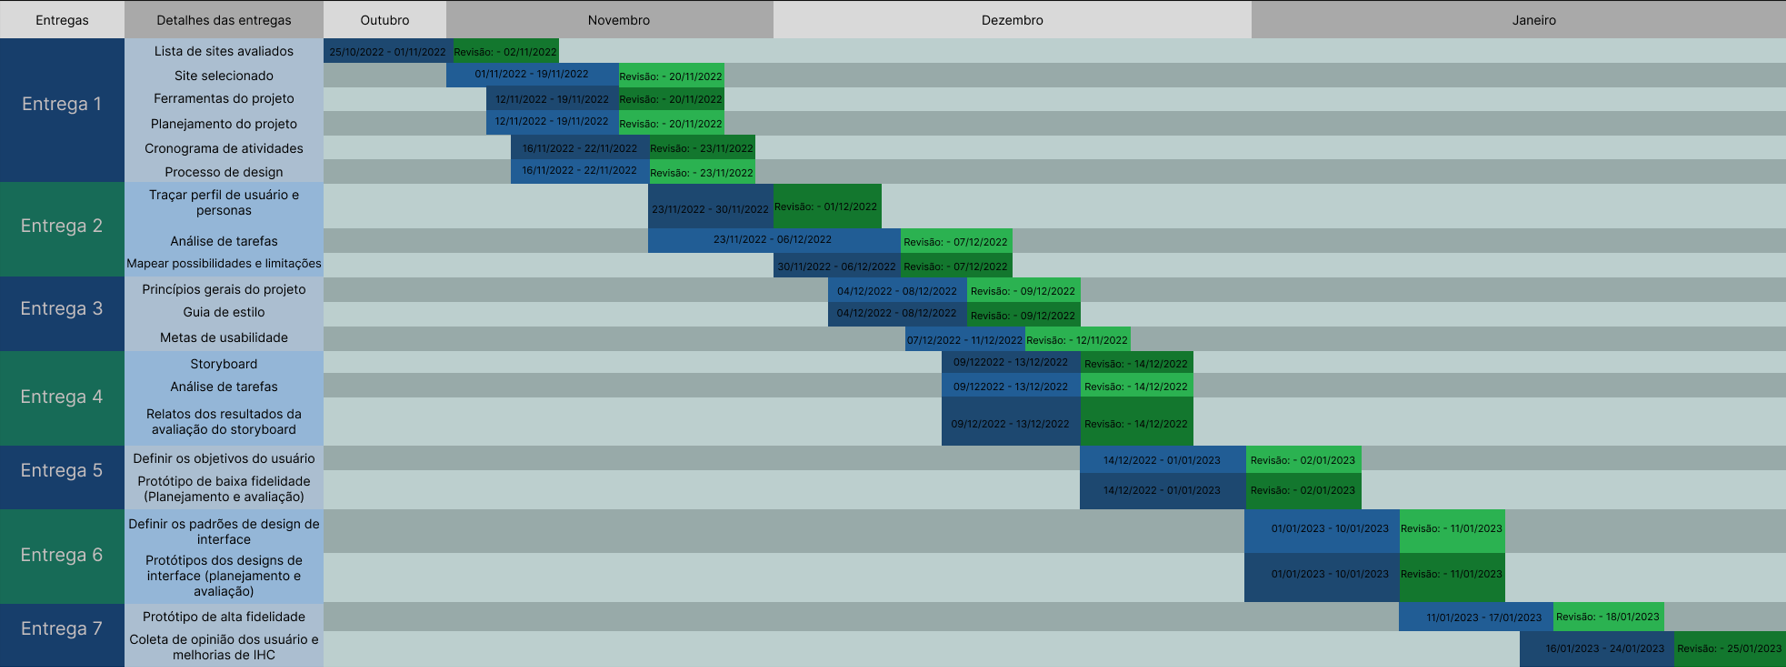 Entregas Detalhes das entregas Outubro Novembro Dezembro Janeiro
Entrega 1
Lista de sites avaliados 25/10/2022 - 01/11/2022 Revisão: - 02/11/2022
Site selecionado 01/11/2022 - 19/11/2022 Revisão: - 20/11/2022
Ferramentas do projeto 12/11/2022 - 19/11/2022 Revisão: - 20/11/2022
Planejamento do projeto 12/11/2022 - 19/11/2022 Revisão: - 20/11/2022
Cronograma de atividades 16/11/2022 - 22/11/2022 Revisão: - 23/11/2022
Processo de design 16/11/2022 - 22/11/2022 Revisão: - 23/11/2022
Entrega 2
Traçar perfil de usuário e
personas
23/11/2022 - 30/11/2022 Revisão: - 01/12/2022
Análise de tarefas 23/11/2022 - 06/12/2022 Revisão: - 07/12/2022
Mapear possibilidades e limitações 30/11/2022 - 06/12/2022 Revisão: - 07/12/2022
Entrega 3
Princípios gerais do projeto 04/12/2022 - 08/12/2022 Revisão: - 09/12/2022
Guia de estilo 04/12/2022 - 08/12/2022 Revisão: - 09/12/2022
Metas de usabilidade 07/12/2022 - 11/12/2022 Revisão: - 12/11/2022
Entrega 4
Storyboard 09/122022 - 13/12/2022 Revisão: - 14/12/2022
Análise de tarefas 09/122022 - 13/12/2022 Revisão: - 14/12/2022
Relatos dos resultados da
avaliação do storyboard
09/12/2022 - 13/12/2022 Revisão: - 14/12/2022
Entrega 5
Definir os objetivos do usuário 14/12/2022 - 01/01/2023 Revisão: - 02/01/2023
Protótipo de baixa fidelidade
(Planejamento e avaliação)
14/12/2022 - 01/01/2023 Revisão: - 02/01/2023
Entrega 6
Definir os padrões de design de
interface
01/01/2023 - 10/01/2023 Revisão: - 11/01/2023
Protótipos dos designs de
interface (planejamento e
avaliação)
01/01/2023 - 10/01/2023 Revisão: - 11/01/2023
Entrega 7
Protótipo de alta fidelidade 11/01/2023 - 17/01/2023 Revisão: - 18/01/2023
Coleta de opinião dos usuário e
melhorias de IHC
16/01/2023 - 24/01/2023 Revisão: - 25/01/2023